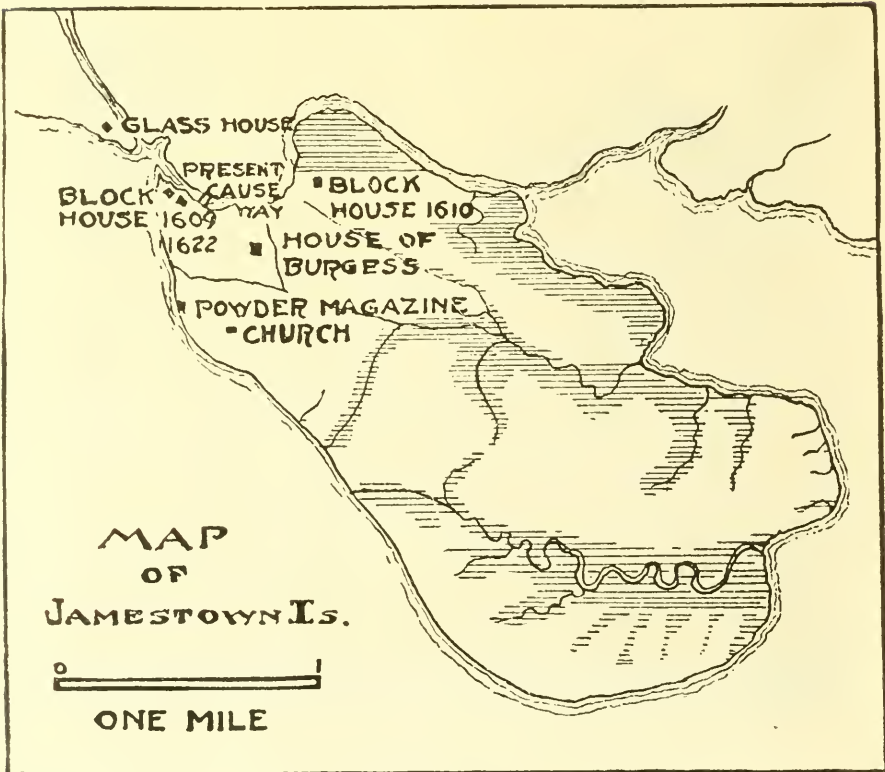 GLASS HOUSE
PRESENT
CAUSE
WAY
BLOCK
HOUSE 1609
1622
BLOCK
HOUSE 1610
HOUSE OF
BURGESS
POWDER MAGAZINE
CHURCH
MAP
OF
JAMESTOWN Is.
0 1
ONE MILE